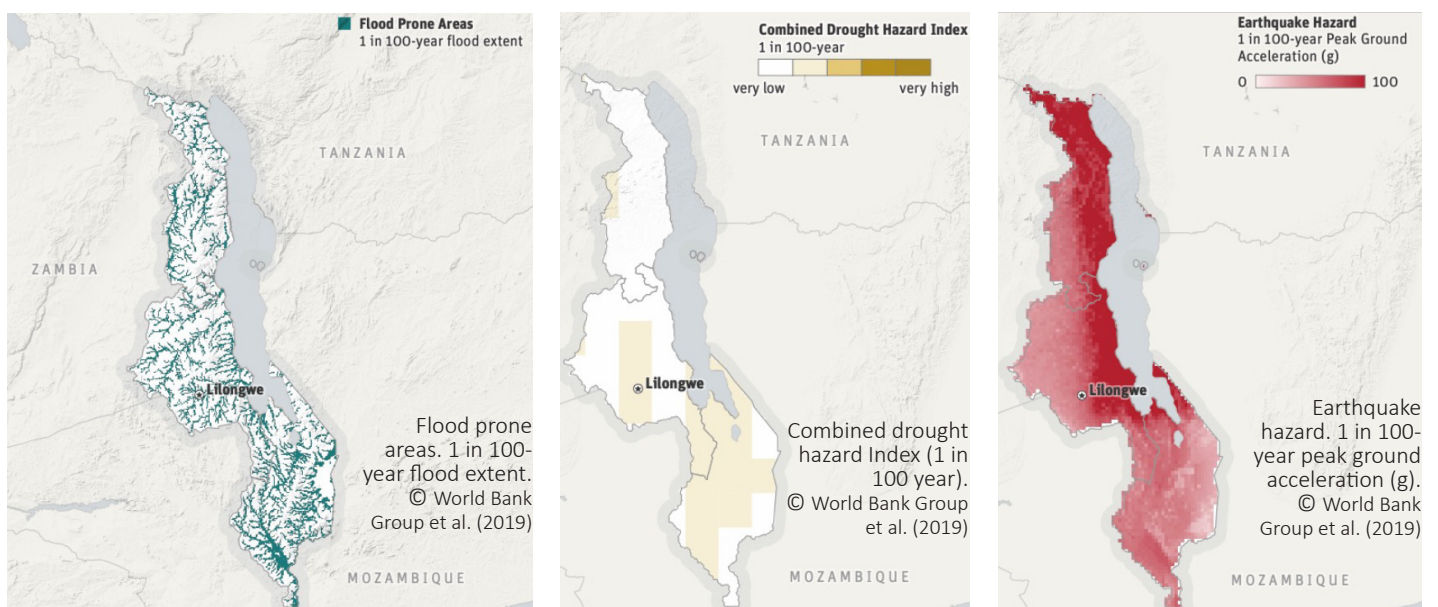 Flood Prone Areas
1 in 100-year flood extent
TANZANIA
ZAMBIA
Lilongwe
MOZAMBIQUE
Flood prone
areas. 1 in 100-
year flood extent.
© World Bank
Group et al. (2019)
Combined Drought Hazard Index
1 in 100-year
very low
very high
TANZANIA
Lilongwe
MOZAMBIQUE
Combined drought
hazard Index (1 in
100 year).
© World Bank Group
et al. (2019)
Earthquake Hazard
1 in 100-year Peak Ground
Acceleration (g)
0 100
TANZANIA
Lilongwe
MOZAMBIQUE
Earthquake
hazard. 1 in 100-
year peak ground
acceleration (g).
© World Bank
Group et al. (2019)